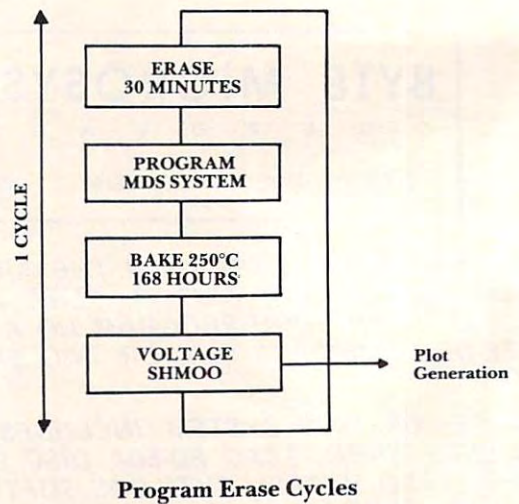 ERASE
30 MINUTES
PROGRAM
MDS SYSTEM
1 CYCLE
BAKE 250°C
168 HOURS
VOLTAGE
SHMOO
Plot
Generation
Program Erase Cycles